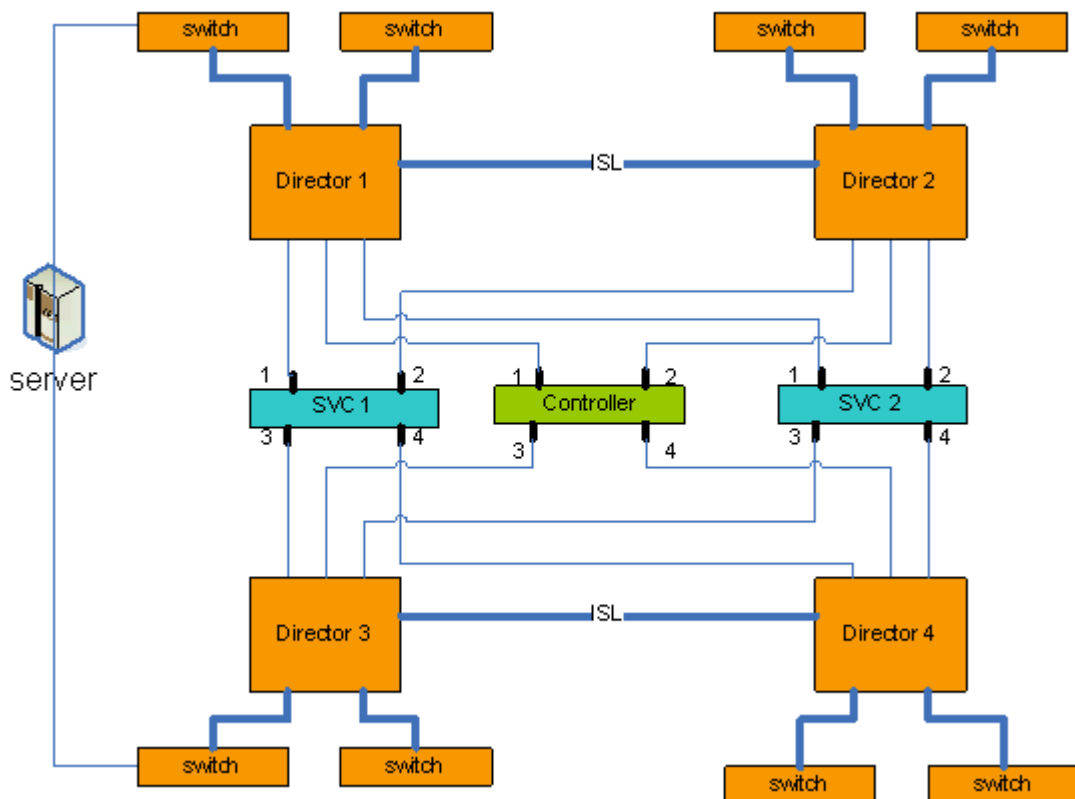 switch
switch
switch
switch
Director 1
ISL
Director 2
server
1
2
1
2
1
2
SVC 1
Controller
SVC 2
3
4
3
4
3
4
Director 3
ISL
Director 4
switch
switch
switch
switch